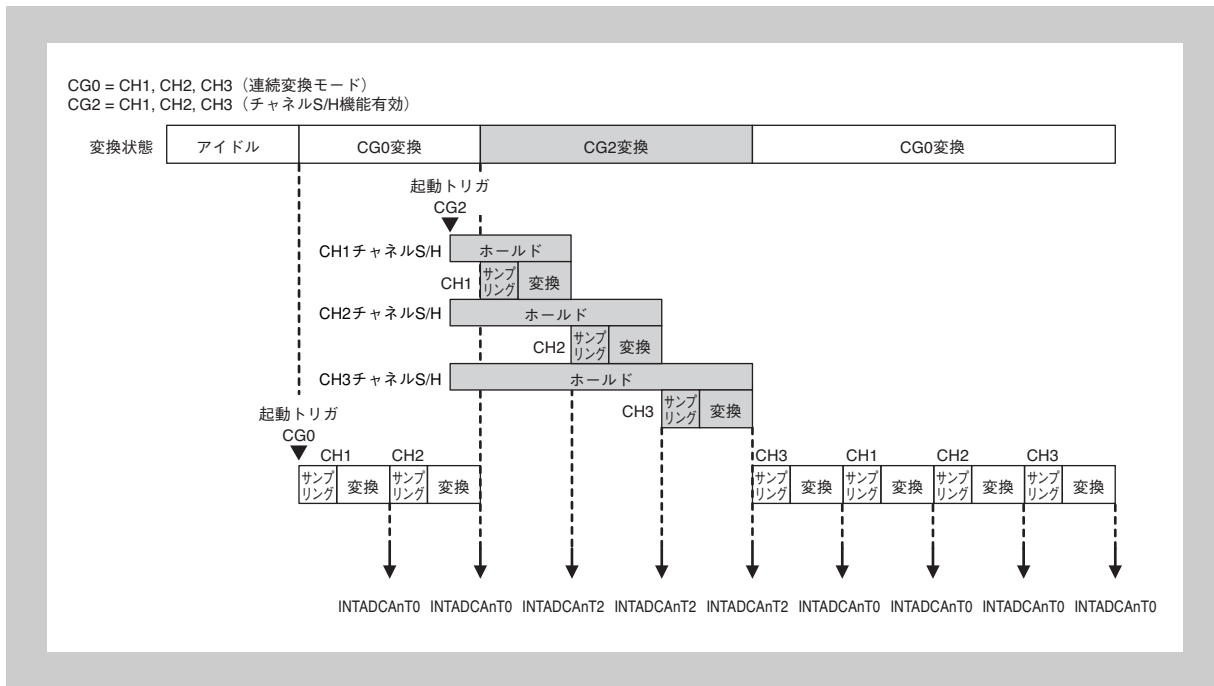 CG0 = CH1, CH2, CH3（連続変換モード）
CG2 = CH1, CH2, CH3（チャネルS/H機能有効）
変換状態 アイドル CG0変換 CG2変換 CG0変換
起動トリガ
CG2
CH1チャネルS/H ホールド
CH1 サンプリング 変換
CH2チャネルS/H ホールド
CH2 サンプリング 変換
CH3チャネルS/H ホールド
CH3 サンプリング 変換
起動トリガ
CG0
CH1 CH2 CH3 CH1 CH2 CH3
サンプリング 変換 サンプリング 変換 サンプリング 変換 サンプリング 変換 サンプリング 変換 サンプリング 変換
INTADCAnT0 INTADCAnT0 INTADCAnT2 INTADCAnT2 INTADCAnT2 INTADCAnT0 INTADCAnT0 INTADCAnT0 INTADCAnT0